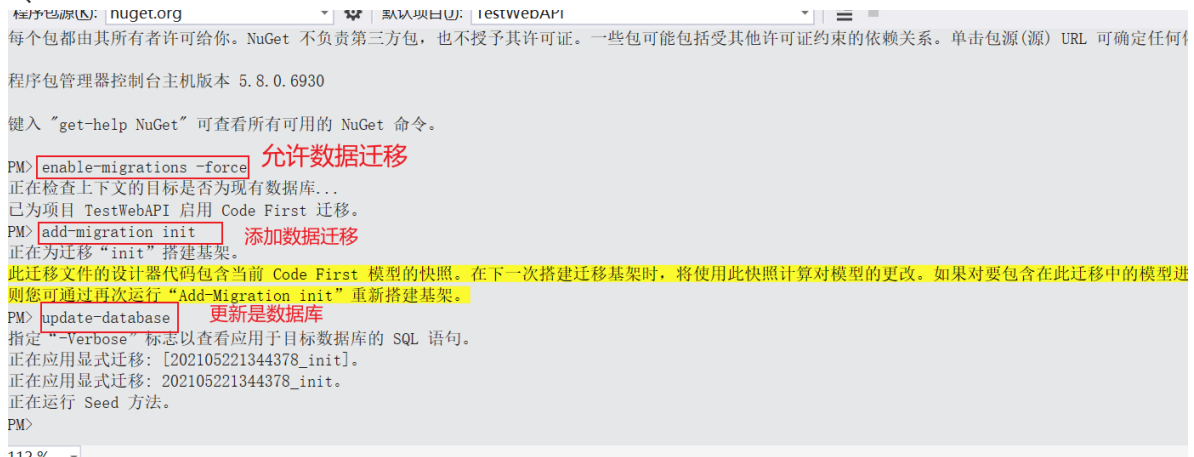 程序包源(K): nuget.org 默认项目(J): TestWebAPI
每个包都由其所有者许可给你。NuGet 不负责第三方包，也不授予其许可证。一些包可能包括受其他许可证约束的依赖关系。单击包源(源) URL 可确定任何
程序包管理器控制台主机版本 5.8.0.6930
键入 "get-help NuGet" 可查看所有可用的 NuGet 命令。
PM> enable-migrations -force 允许数据迁移
正在检查上下文的目标是否为现有数据库...
已为项目 TestWebAPI 启用 Code First 迁移。
PM> add-migration init 添加数据迁移
正在为迁移“init”搭建基架。
此迁移文件的设计器代码包含当前 Code First 模型的快照。在下一次搭建迁移基架时，将使用此快照计算对模型的更改。如果对要包含在此迁移中的模型进
则您可通过再次运行“Add-Migration init”重新搭建基架。
PM> update-database 更新是数据库
指定“-Verbose”标志以查看应用于目标数据库的 SQL 语句。
正在应用显式迁移: [202105221344378_init]。
正在应用显式迁移: 202105221344378_init。
正在运行 Seed 方法。
PM>
112 %